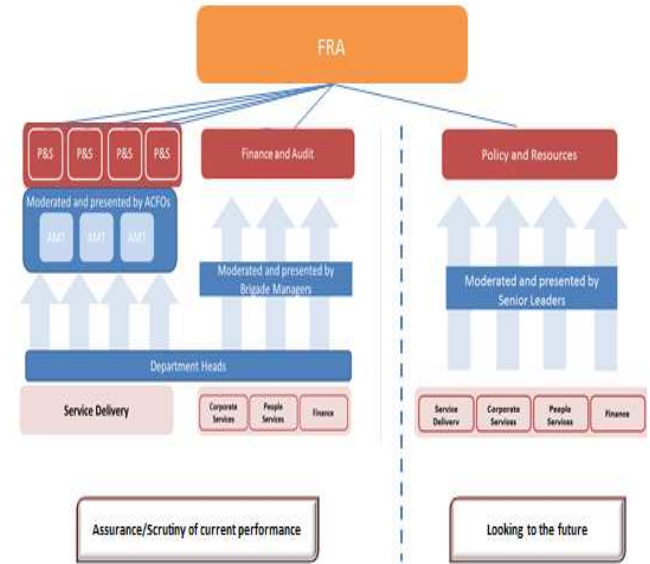 FRA
P&S
P&S
P&S
P&S
Finance and Audit
Policy and Resources
Moderated and presented by ACFOs
AMT
AMT
AMT
Moderated and presented by
Brigade Managers
Moderated and presented by
Senior Leaders
Department Heads
Service Delivery
Corporate
Services
People
Services
Finance
Service
Delivery
Corporate
Services
People
Services
Finance
Assurance/Scrutiny of current performance
Looking to the future